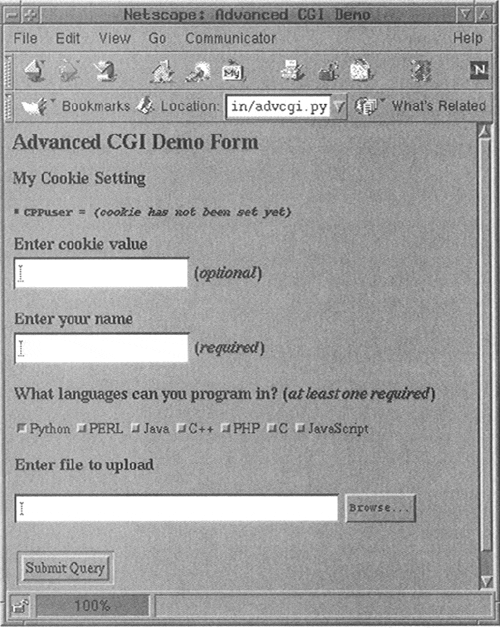 Netscape: Advanced CGI Demo
File Edit View Go Communicator Help
My N
Bookmarks Location: in/advcgi.py What's Related
Advanced CGI Demo Form
My Cookie Setting
CPPuser = (cookie has not been set yet)
Enter cookie value
(optional)
Enter your name
(required)
What languages can you program in? (at least one required)
Python PERL Java C++ PHP C JavaScript
Enter file to upload
Browse...
Submit Query
100%